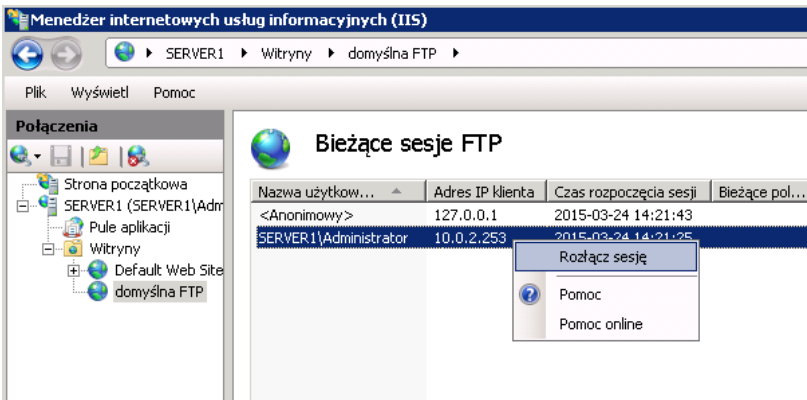 Menedżer internetowych usług informacyjnych (IIS)
SERVER1 Witryny domyślna FTP
Plik Wyświetl Pomoc
Połączenia
Strona początkowa
SERVER1 (SERVER1\Adm
Pule aplikacji
Witryny
Default Web Site
domyślna FTP
Bieżące sesje FTP
Nazwa użytkow... Adres IP klienta Czas rozpoczęcia sesji Bieżące pol...
<Anonimowy> 127.0.0.1 2015-03-24 14:21:43
SERVER1\Administrator 10.0.2.253 2015-03-24 14:21:25
Rozłącz sesję
Pomoc
Pomoc online